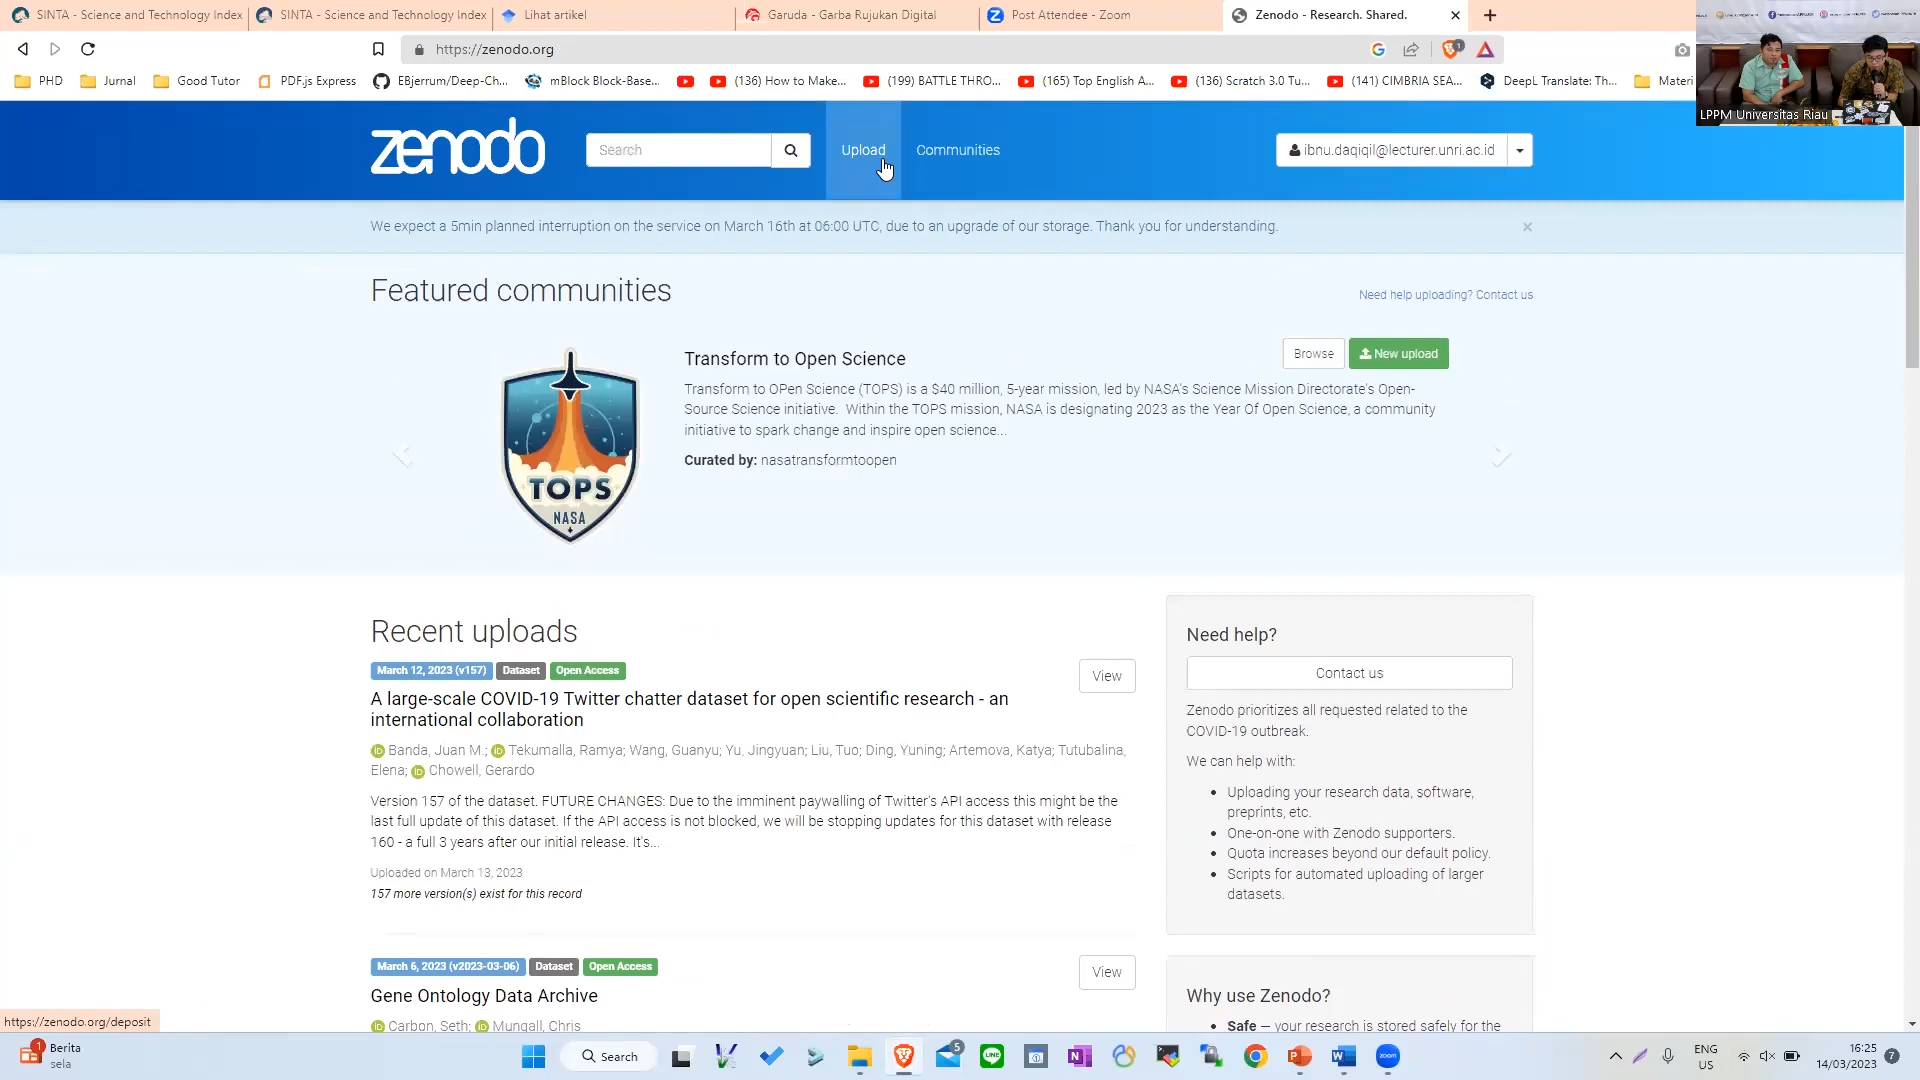 SINTA - Science and Technology Index
SINTA - Science and Technology Index
Lihat artikel
Garuda - Garba Rujukan Digital
Post Attendee - Zoom
Zenodo - Research. Shared.
https://zenodo.org
1
PHD
Jurnal
Good Tutor
PDF.js Express
EBjerrum/Deep-Ch...
mBlock Block-Base...
(136) How to Make...
(199) BATTLE THRO...
(165) Top English A...
(136) Scratch 3.0 Tu...
(141) CIMBRIA SEA...
DeepL Translate: Th...
Materi
LPPM Universitas Riau
zenodo
Search
Upload
Communities
ibnu.daqiqil@lecturer.unri.ac.id
We expect a 5min planned interruption on the service on March 16th at 06:00 UTC, due to an upgrade of our storage. Thank you for understanding.
Featured communities
Need help uploading? Contact us
TOPS
NASA
Transform to Open Science
Browse
New upload
Transform to OPen Science (TOPS) is a $40 million, 5-year mission, led by NASA's Science Mission Directorate's Open-
Source Science initiative. Within the TOPS mission, NASA is designating 2023 as the Year Of Open Science, a community
initiative to spark change and inspire open science...
Curated by: nasatransformtoopen
Recent uploads
March 12, 2023 (v157) Dataset Open Access
View
A large-scale COVID-19 Twitter chatter dataset for open scientific research - an
international collaboration
Banda, Juan M.; Tekumalla, Ramya; Wang, Guanyu; Yu, Jingyuan; Liu, Tuo; Ding, Yuning; Artemova, Katya; Tutubalina,
Elena; Chowell, Gerardo
Version 157 of the dataset. FUTURE CHANGES: Due to the imminent paywalling of Twitter's API access this might be the
last full update of this dataset. If the API access is not blocked, we will be stopping updates for this dataset with release
160 - a full 3 years after our initial release. It's...
Uploaded on March 13, 2023
157 more version(s) exist for this record
March 6, 2023 (v2023-03-06) Dataset Open Access
View
Gene Ontology Data Archive
Carbon, Seth; Mungall, Chris
Need help?
Contact us
Zenodo prioritizes all requested related to the
COVID-19 outbreak.
We can help with:
Uploading your research data, software,
preprints, etc.
One-on-one with Zenodo supporters.
Quota increases beyond our default policy.
Scripts for automated uploading of larger
datasets.
Why use Zenodo?
Safe — your research is stored safely for the
https://zenodo.org/deposit
1
Berita
sela
Search
5
LINE
N
P
W
zoom
ENG
US
16:25
14/03/2023
7